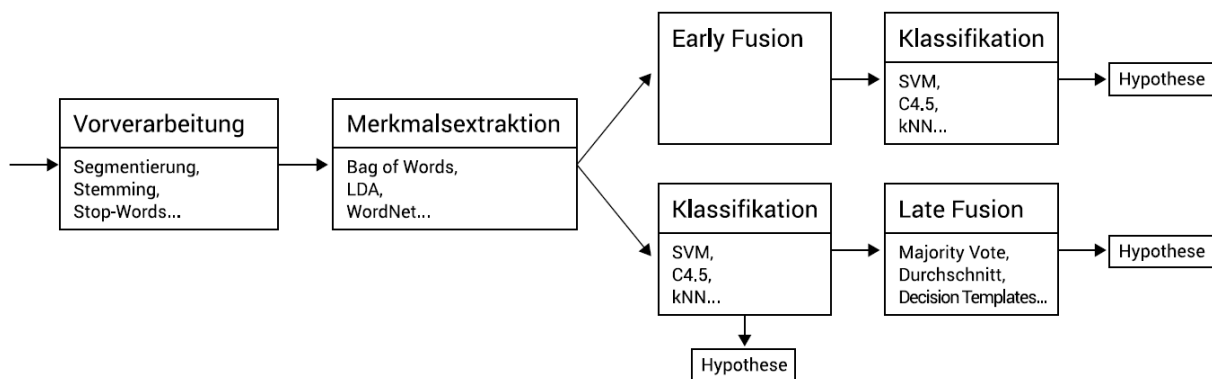 Vorverarbeitung
Segmentierung,
Stemming,
Stop-Words...
Merkmalsextraktion
Bag of Words,
LDA,
WordNet...
Early Fusion
Klassifikation
SVM,
C4.5,
kNN...
Hypothese
Klassifikation
SVM,
C4.5,
kNN...
Hypothese
Late Fusion
Majority Vote,
Durchschnitt,
Decision Templates...
Hypothese